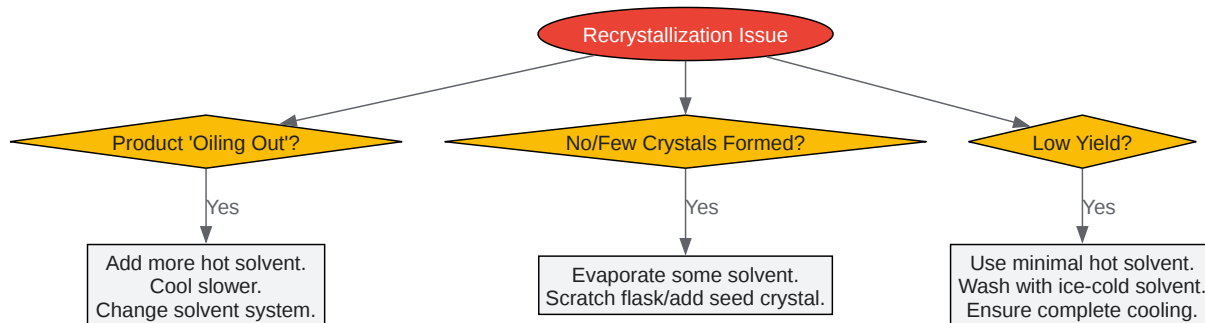 Recrystallization Issue
Product 'Oiling Out'?
No/Few Crystals Formed?
Low Yield?
Yes
Yes
Yes
Add more hot solvent.
Cool slower.
Change solvent system.
Evaporate some solvent.
Scratch flask/add seed crystal.
Use minimal hot solvent.
Wash with ice-cold solvent.
Ensure complete cooling.